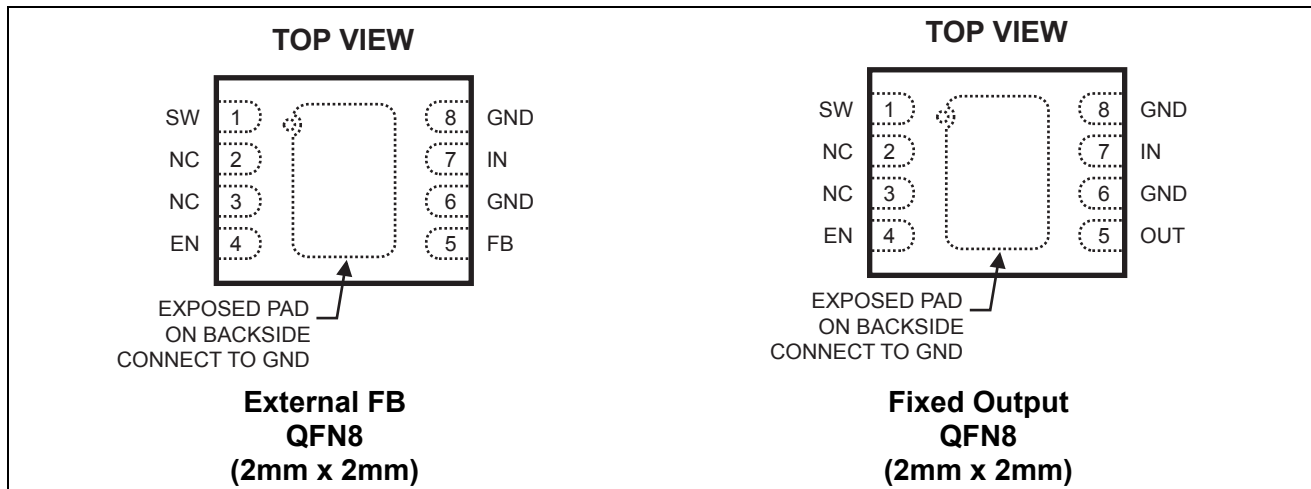 TOP VIEW
SW 1 8 GND
NC 2 7 IN
NC 3 6 GND
EN 4 5 FB
EXPOSED PAD
ON BACKSIDE
CONNECT TO GND
External FB
QFN8
(2mm x 2mm)
TOP VIEW
SW 1 8 GND
NC 2 7 IN
NC 3 6 GND
EN 4 5 OUT
EXPOSED PAD
ON BACKSIDE
CONNECT TO GND
Fixed Output
QFN8
(2mm x 2mm)